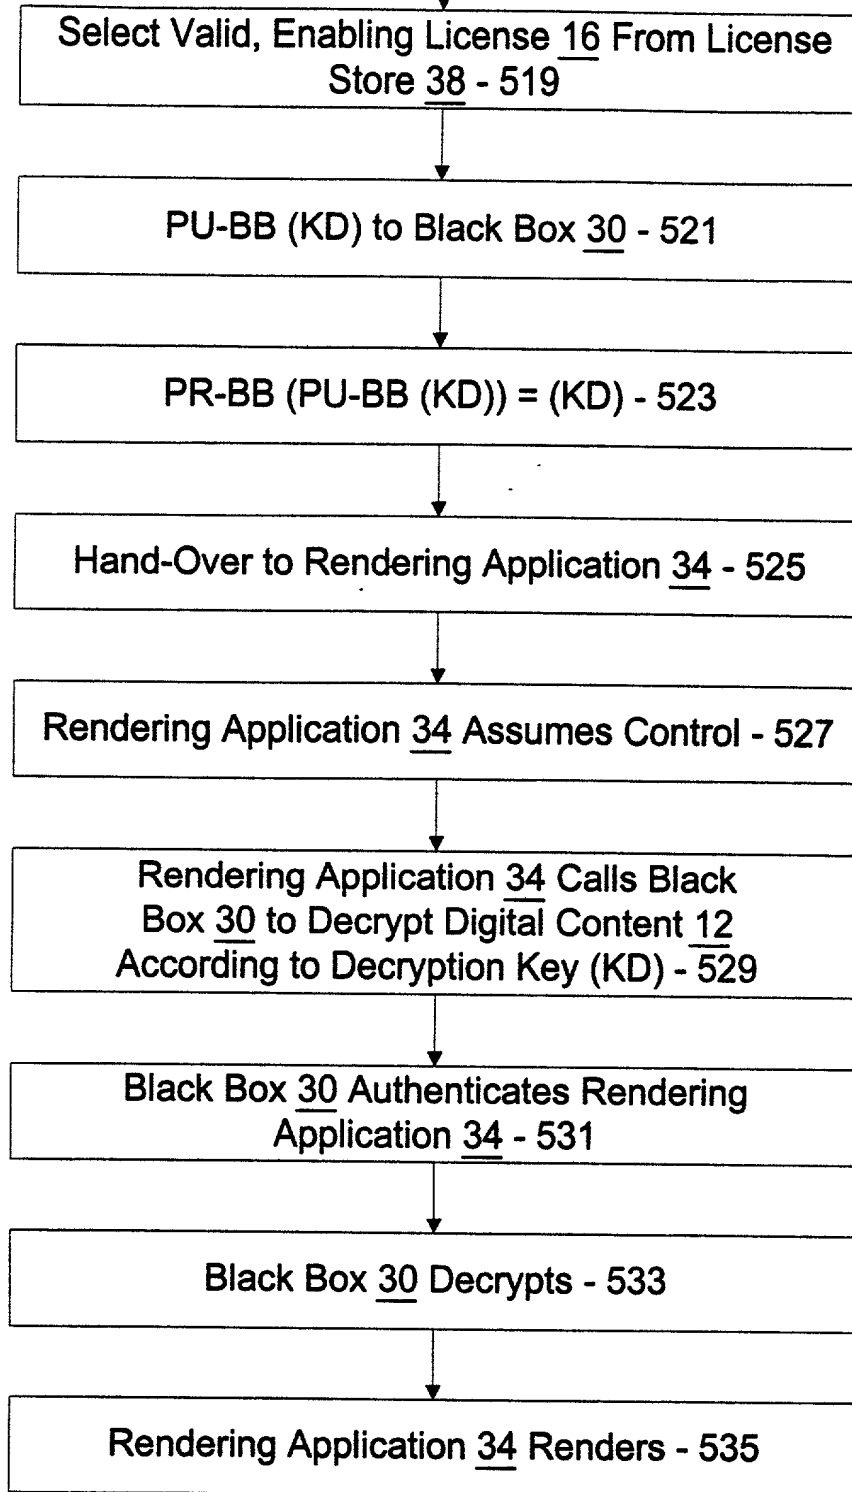 Select Valid, Enabling License 16 From License
Store 38 - 519
PU-BB (KD) to Black Box 30 - 521
PR-BB (PU-BB (KD)) = (KD) - 523
Hand-Over to Rendering Application 34 - 525
Rendering Application 34 Assumes Control - 527
Rendering Application 34 Calls Black
Box 30 to Decrypt Digital Content 12
According to Decryption Key (KD) - 529
Black Box 30 Authenticates Rendering
Application 34 - 531
Black Box 30 Decrypts - 533
Rendering Application 34 Renders - 535